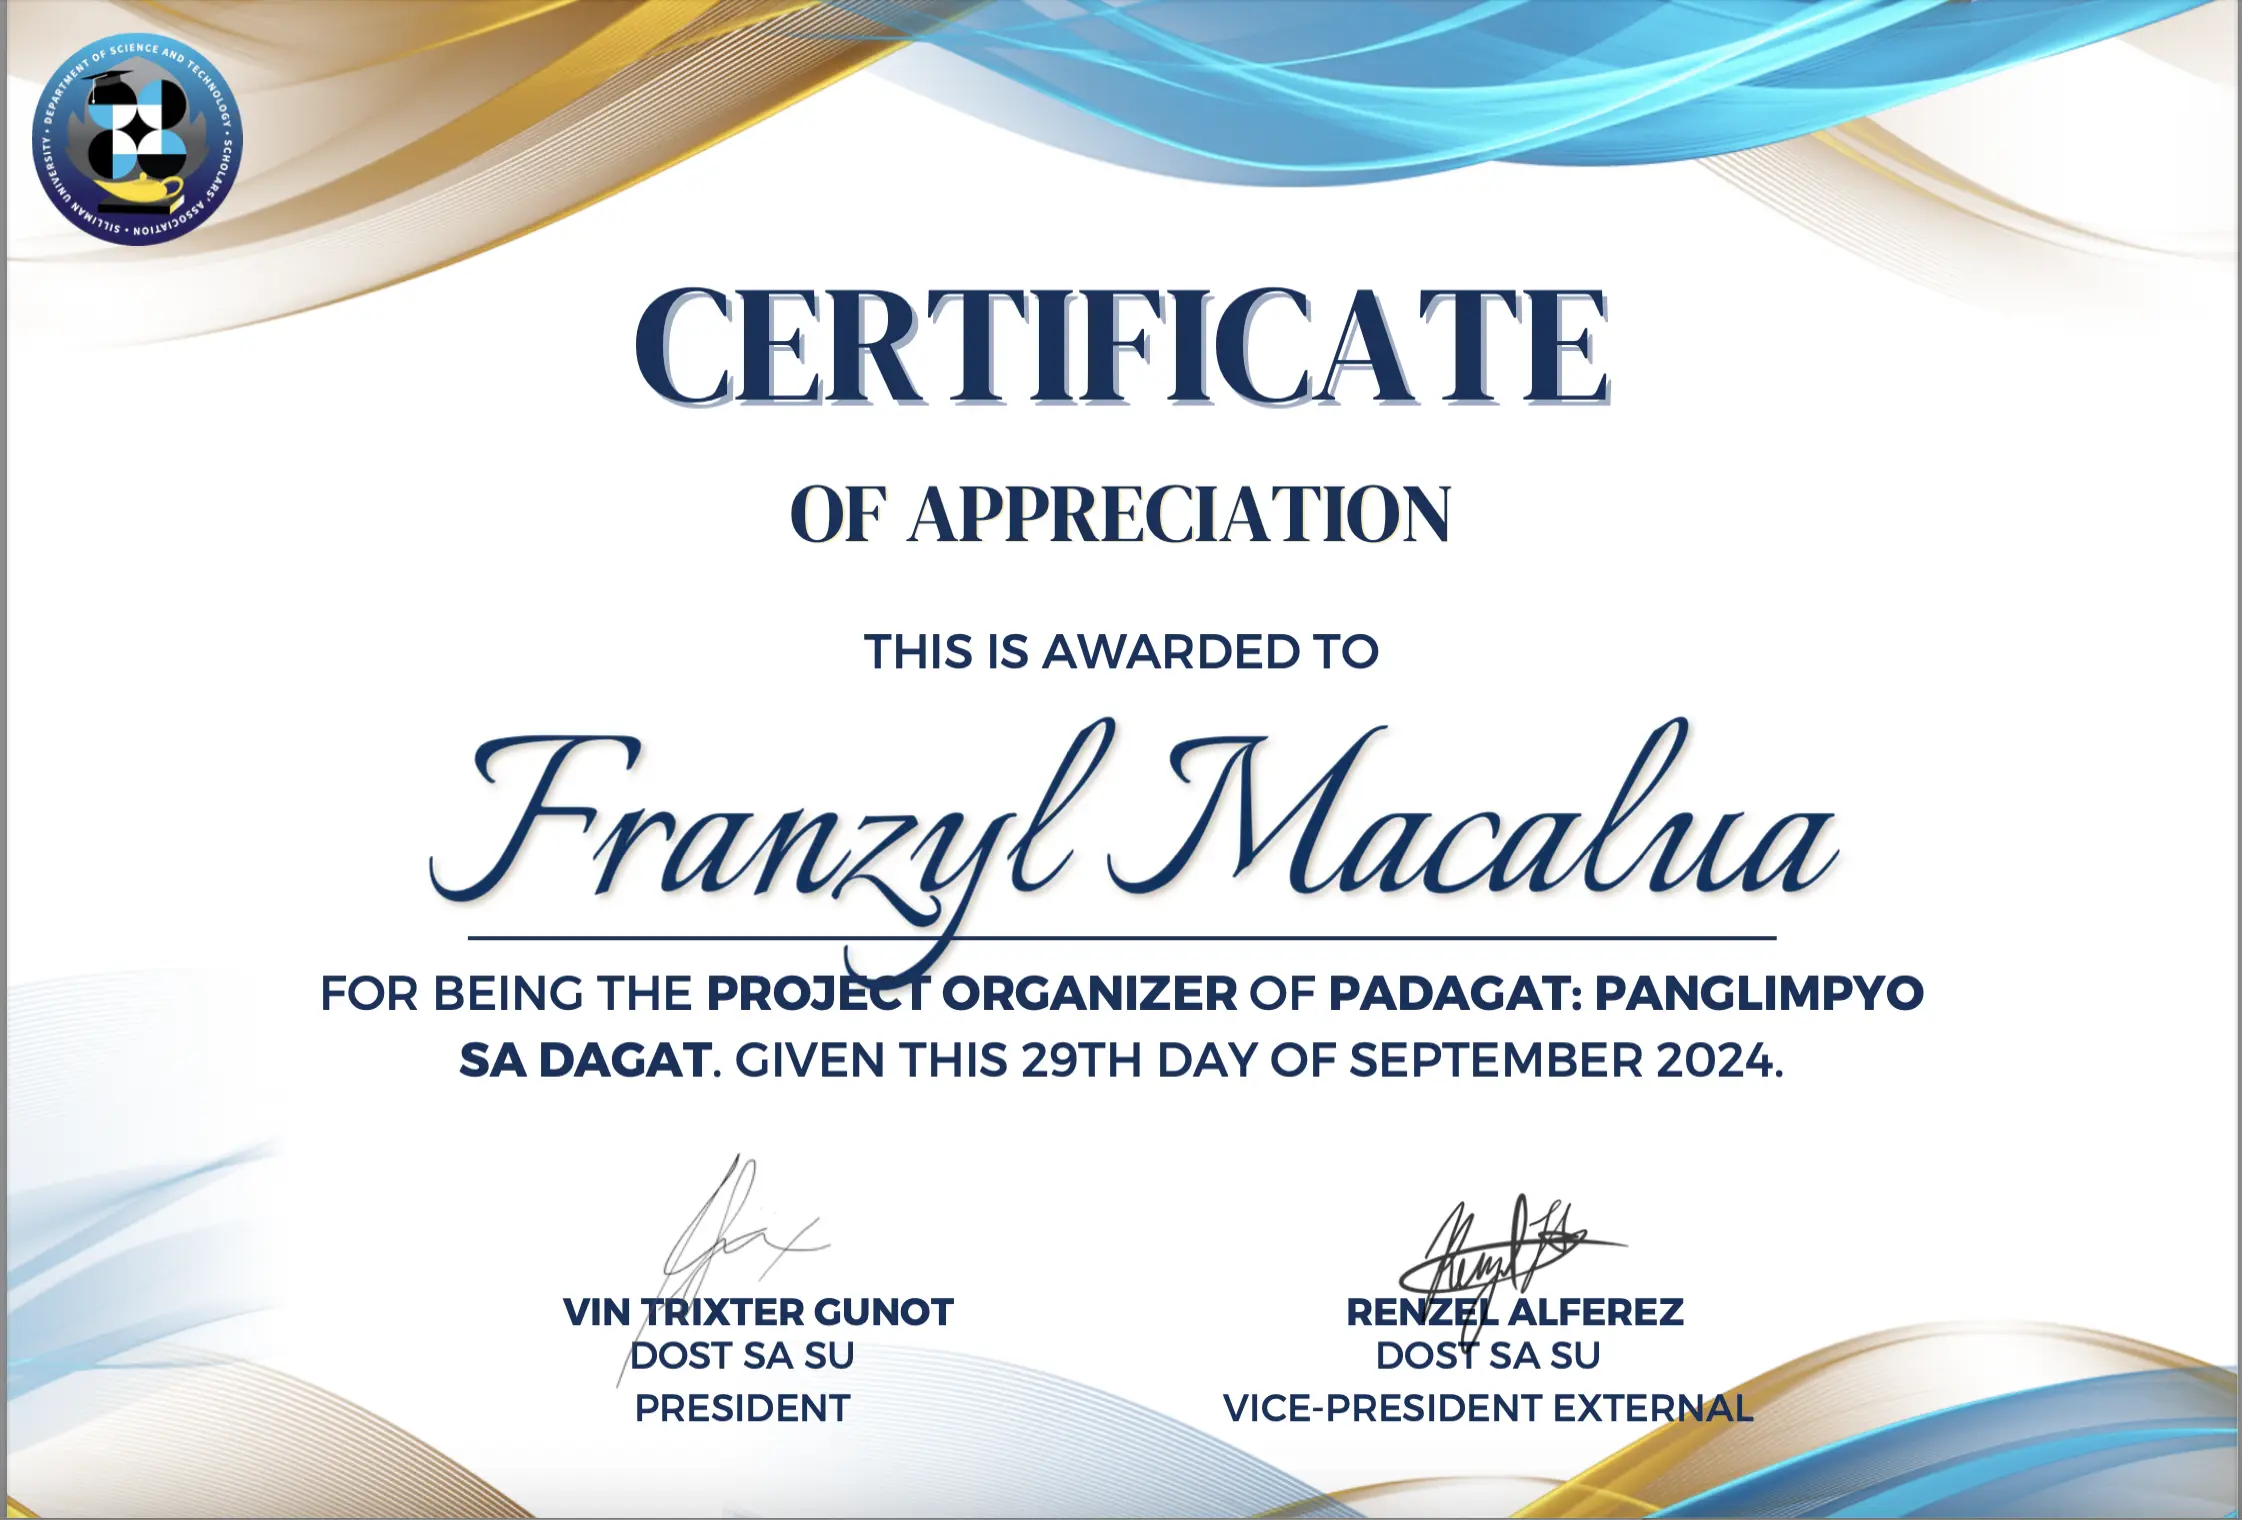 DEPARTMENT OF SCIENCE AND TECHNOLOGY • SCHOLARS' ASSOCIATION • SILLIMAN UNIVERSITY •
CERTIFICATE
OF APPRECIATION
THIS IS AWARDED TO
Franzyl Macalua
FOR BEING THE PROJECT ORGANIZER OF PADAGAT: PANGLIMPYO
SA DAGAT. GIVEN THIS 29TH DAY OF SEPTEMBER 2024.
VIN TRIXTER GUNOT
DOST SA SU
PRESIDENT
RENZEL ALFEREZ
DOST SA SU
VICE-PRESIDENT EXTERNAL